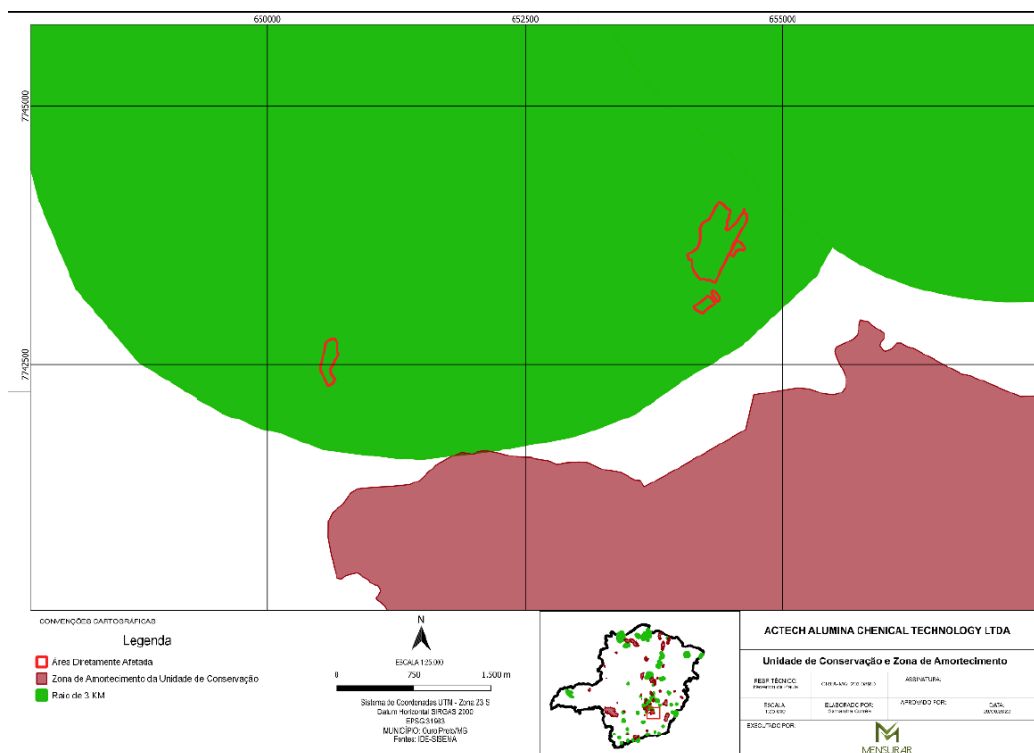 650000
652500
655000
7745000
7742500
CONVENÇÕES CARTOGRÁFICAS
Legenda
Área Diretamente Afetada
Zona de Amortecimento da Unidade de Conservação
Raio de 3 KM
N
ESCALA 1:25.000
0 750 1.500 m
Sistema de Coordenadas UTM - Zona 23 S
Datum Horizontal SIRGAS 2000
EPSG:31983
MUNICÍPIO: Ouro Preto/MG
Fontes: IDE-SISEMA
ACTECH ALUMINA CHENICAL TECHNOLOGY LTDA
Unidade de Conservação e Zona de Amortecimento
RESP. TÉCNICO:
ASSINATURA:
ESCALA
1:25.000
ELABORADO POR:
APROVADO POR:
DATA:
EXECUTADO POR:
MENSURAR